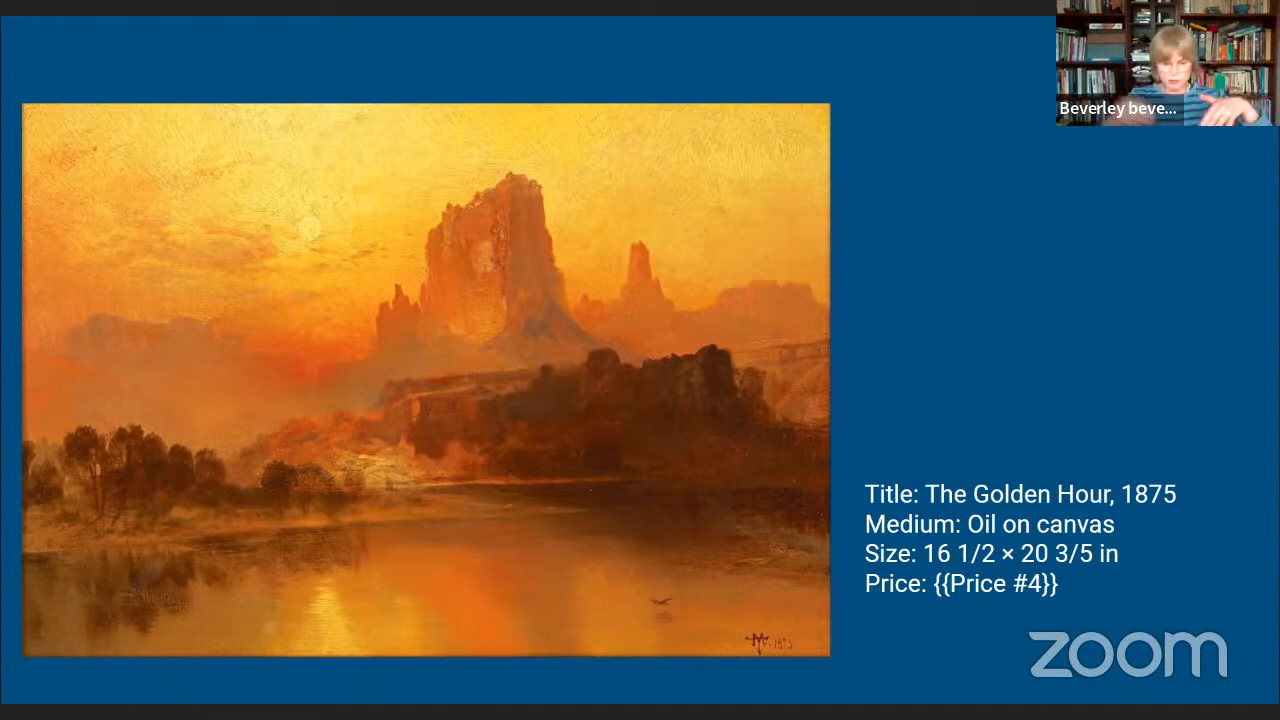 Beverley beve...
Title: The Golden Hour, 1875
Medium: Oil on canvas
Size: 16 1/2 × 20 3/5 in
Price: {{Price #4}}
1875
zoom